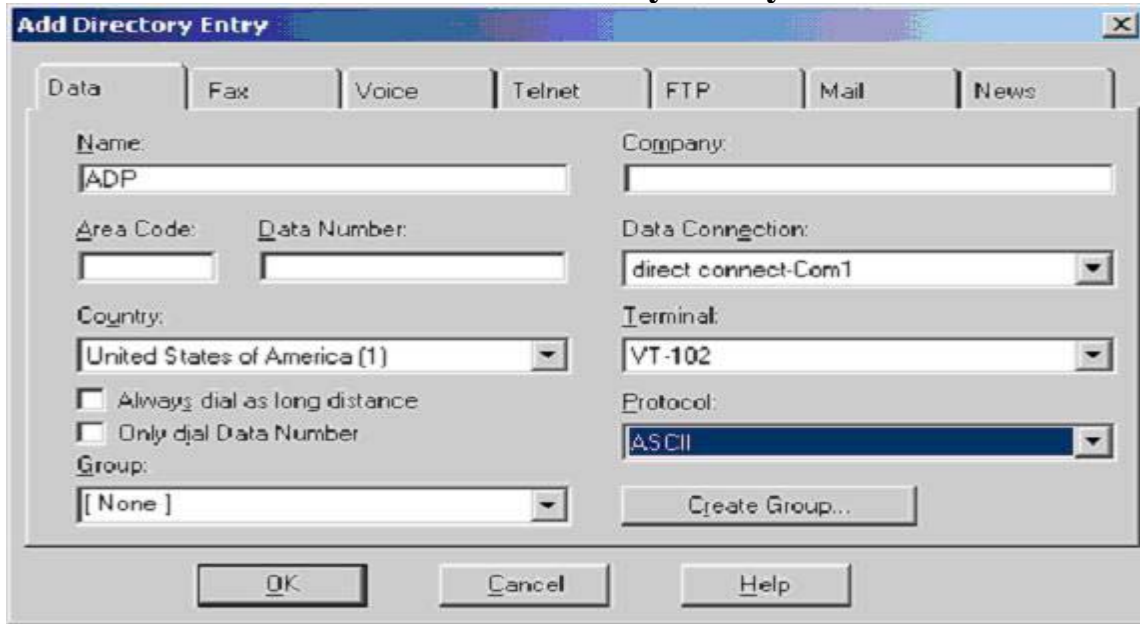 Add Directory Entry
Data Fax Voice Telnet FTP Mail News
Name: Company:
ADP
Area Code: Data Number: Data Connection:
direct connect-Com1
Country: Terminal:
United States of America (1) VT-102
Always dial as long distance Protocol:
Only dial Data Number ASCII
Group:
[ None ] Create Group...
OK Cancel Help